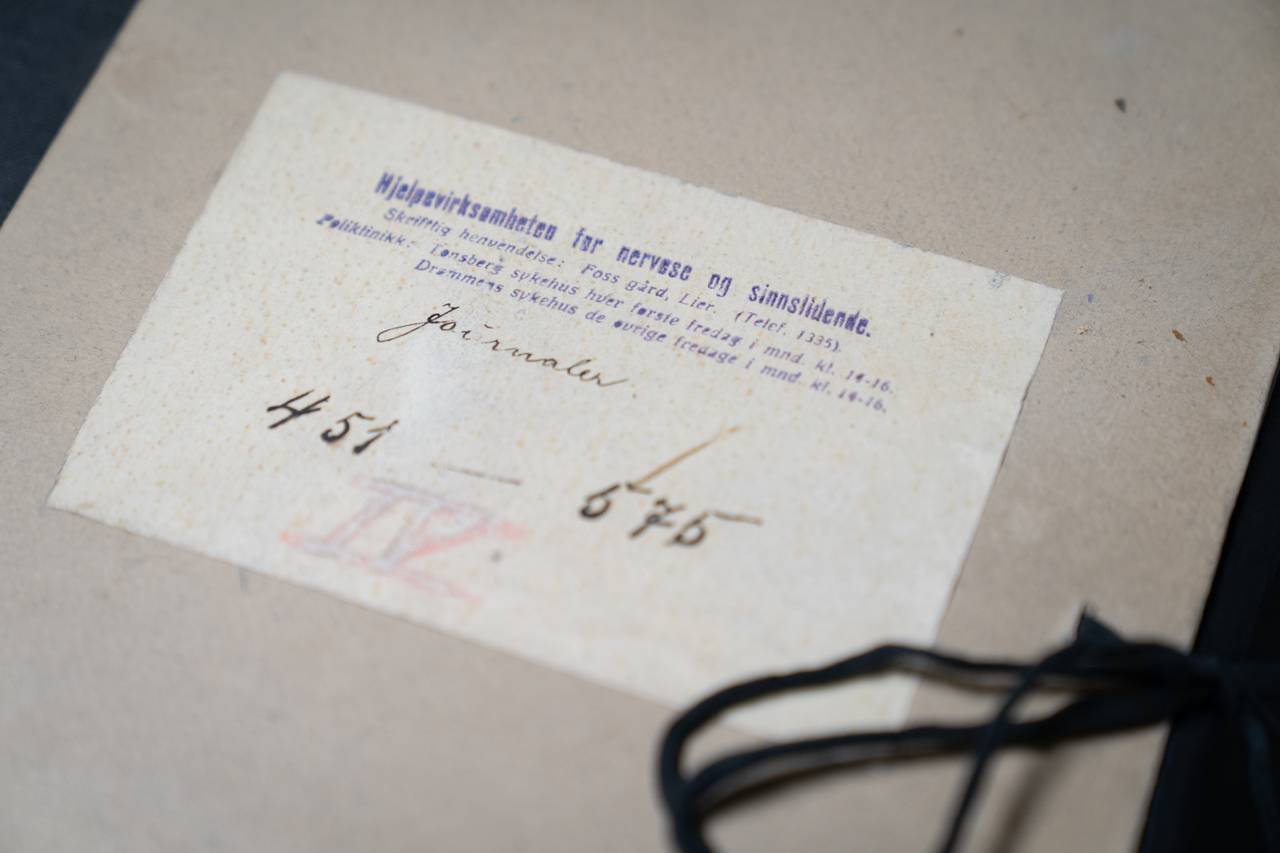 Hjelpevirksomheten for nervøse og sinnslidende.
Skriftlig henvendelse: Foss gård, Lier. (Telef. 1335).
Poliklinikk: Tønsberg sykehus hver første fredag i mnd. kl. 14-16.
Drammens sykehus de øvrige fredage i mnd. kl. 14-16.
Journaler
451 — 575
IV